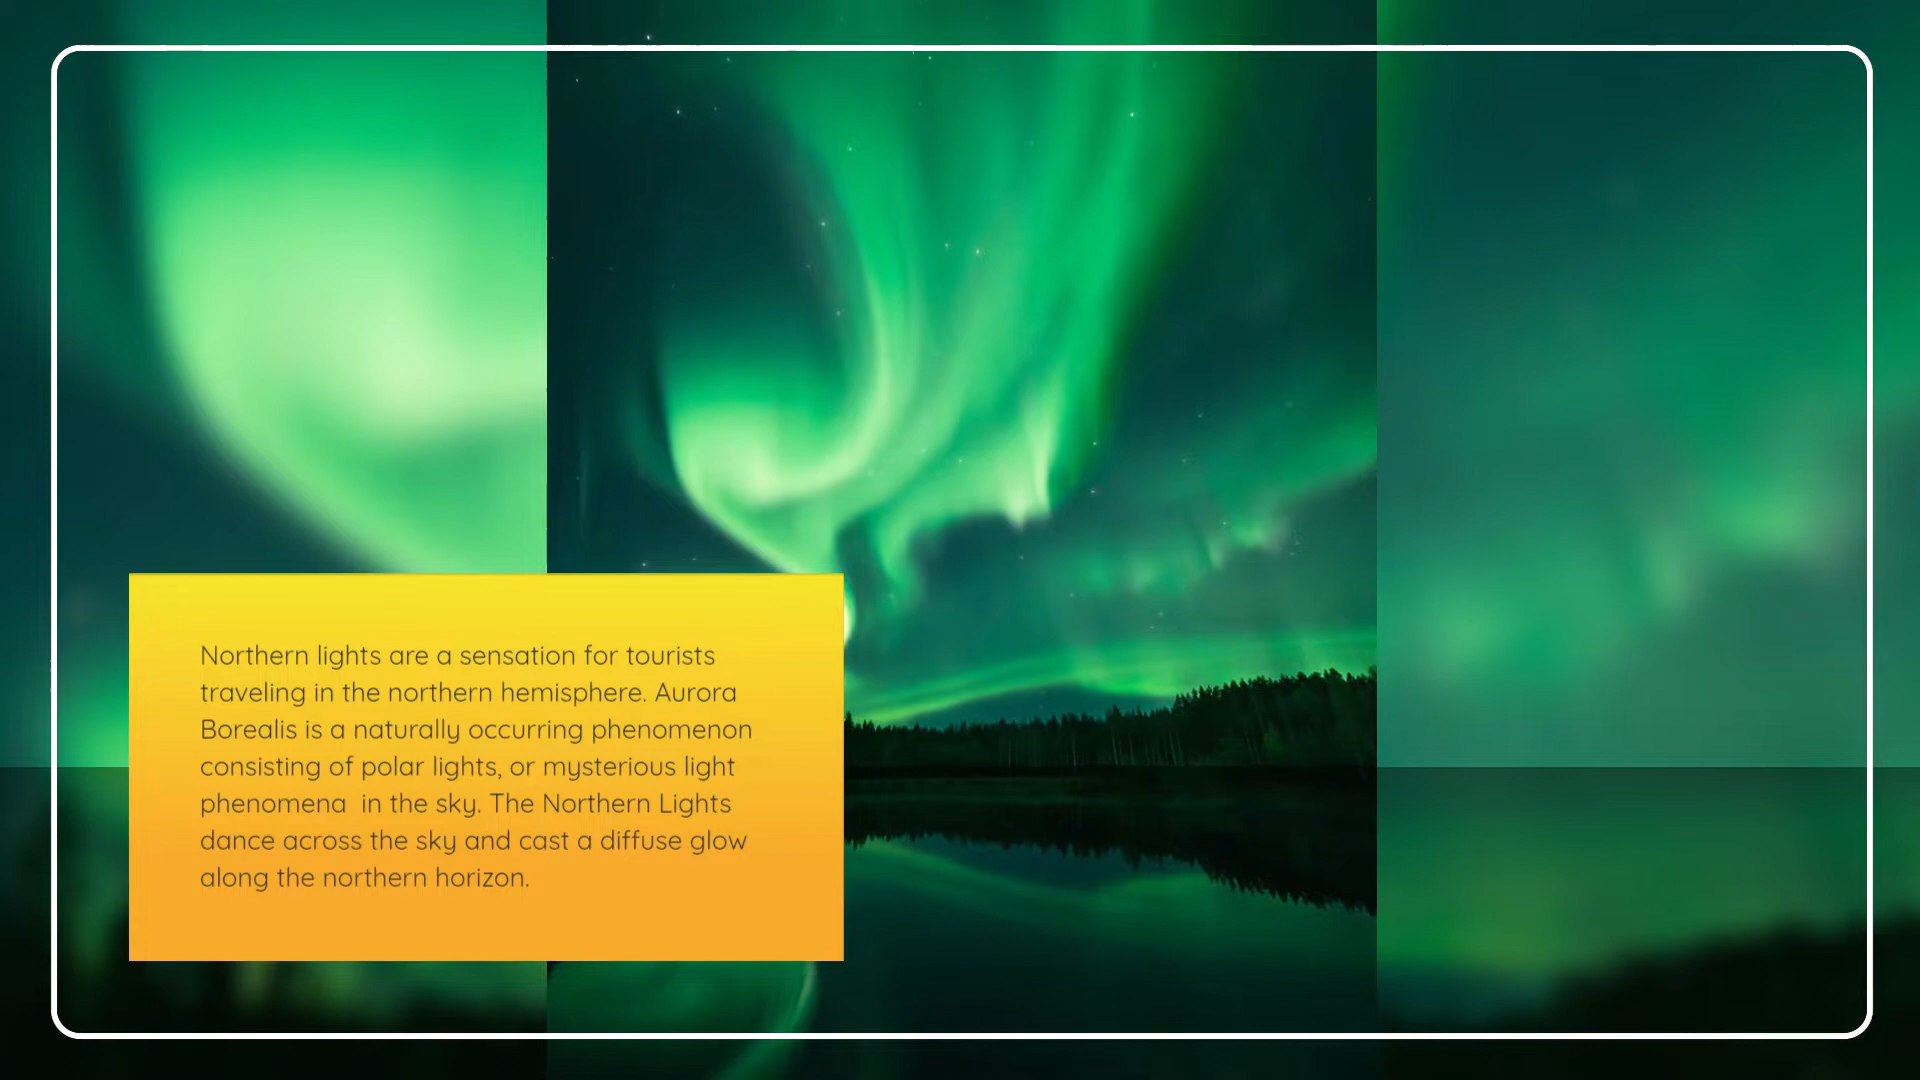 Northern lights are a sensation for tourists
traveling in the northern hemisphere. Aurora
Borealis is a naturally occurring phenomenon
consisting of polar lights, or mysterious light
phenomena  in the sky. The Northern Lights
dance across the sky and cast a diffuse glow
along the northern horizon.